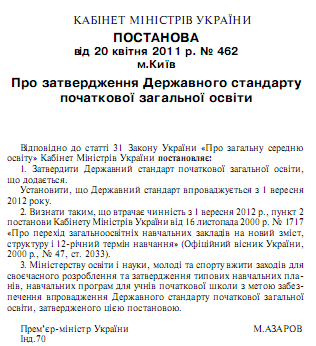 КАБІНЕТ МІНІСТРІВ УКРАЇНИ
ПОСТАНОВА
від 20 квітня 2011 р. № 462
м.Київ
Про затвердження Державного стандарту
початкової загальної освіти
Відповідно до статті 31 Закону України «Про загальну середню
освіту» Кабінет Міністрів України постановляє:
1. Затвердити Державний стандарт початкової загальної освіти,
що додається.
Установити, що Державний стандарт впроваджується з 1 вересня
2012 року.
2. Визнати таким, що втрачає чинність з 1 вересня 2012 р., пункт 2
постанови Кабінету Міністрів України від 16 листопада 2000 р. № 1717
«Про перехід загальноосвітніх навчальних закладів на новий зміст,
структуру і 12-річний термін навчання» (Офіційний вісник України,
2000 р., № 47, ст. 2033).
3. Міністерству освіти і науки, молоді та спорту вжити заходів для
своєчасного розроблення та затвердження типових навчальних пла-
нів, навчальних програм для учнів початкової школи з метою забез-
печення впровадження Державного стандарту початкової загальної
освіти, затвердженого цією постановою.
Прем'єр-міністр України М.АЗАРОВ
Інд.70